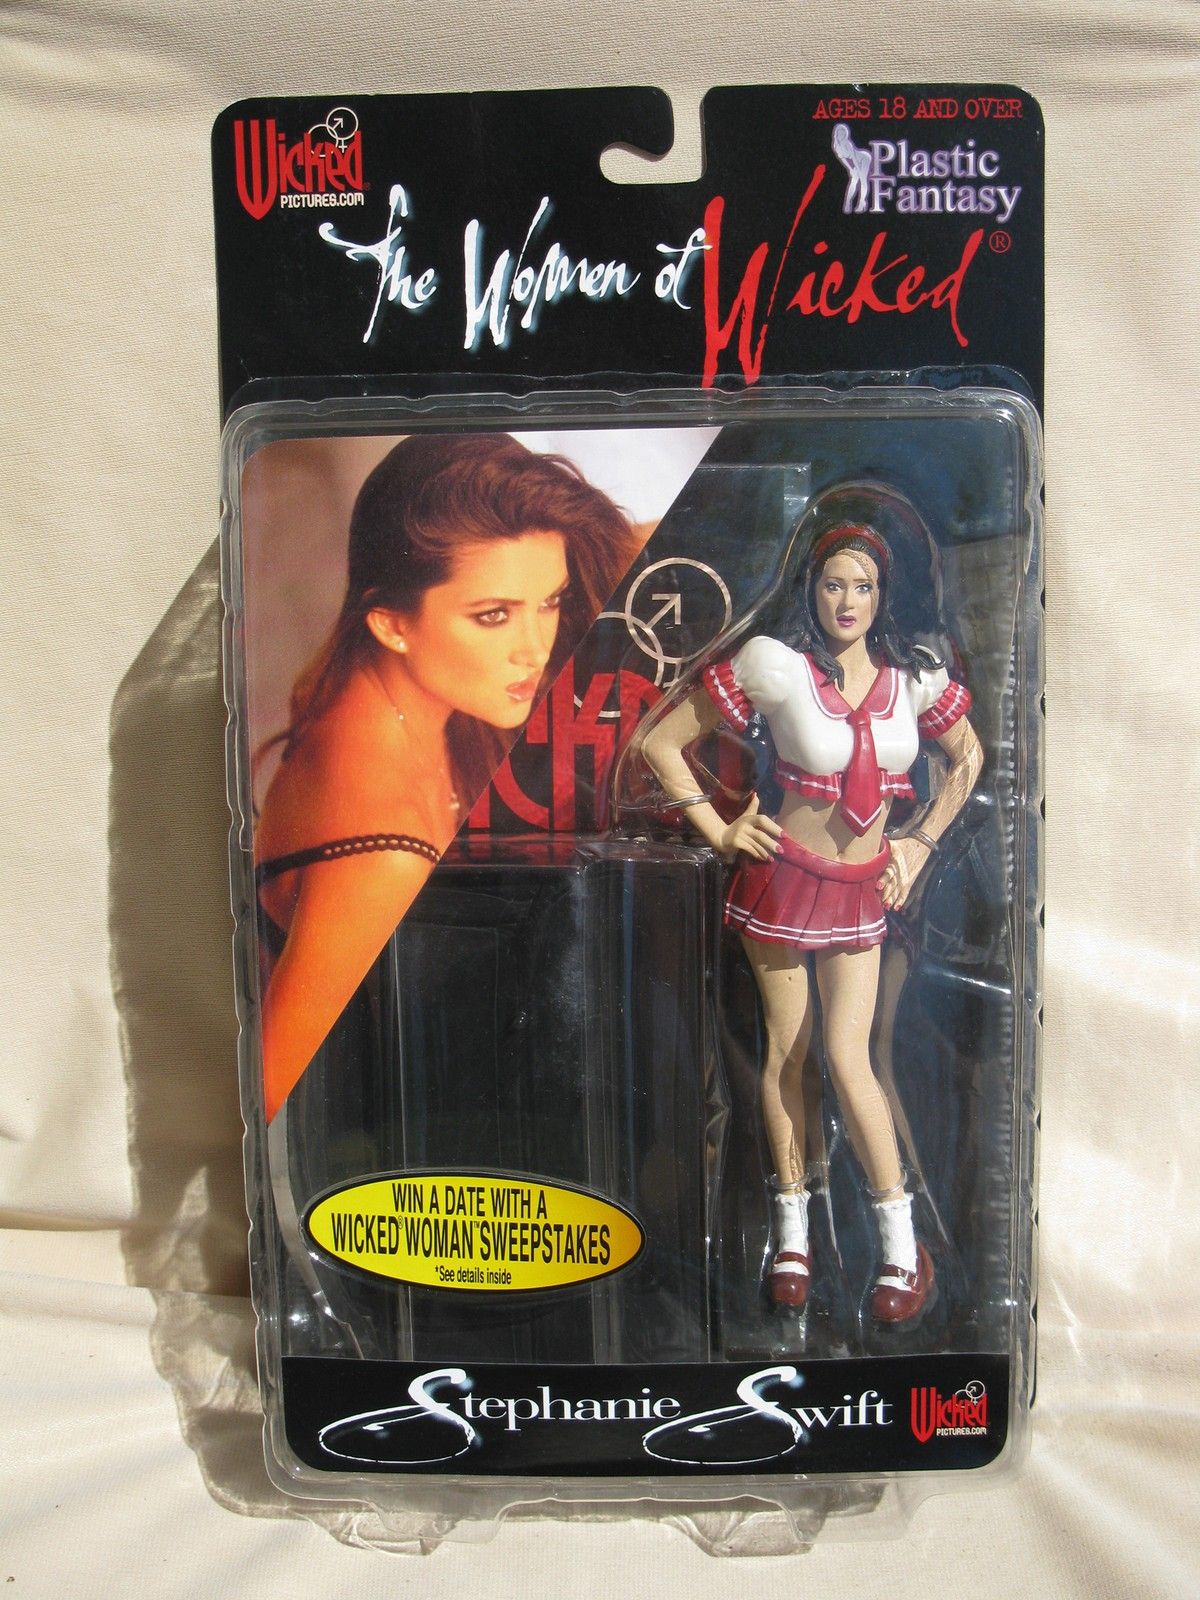 AGES 18 AND OVER
Wicked®
PICTURES.COM
Plastic
Fantasy
The Women of Wicked®
WIN A DATE WITH A
WICKED® WOMAN™ SWEEPSTAKES
*See details inside
Stephanie Swift
Wicked
PICTURES.COM